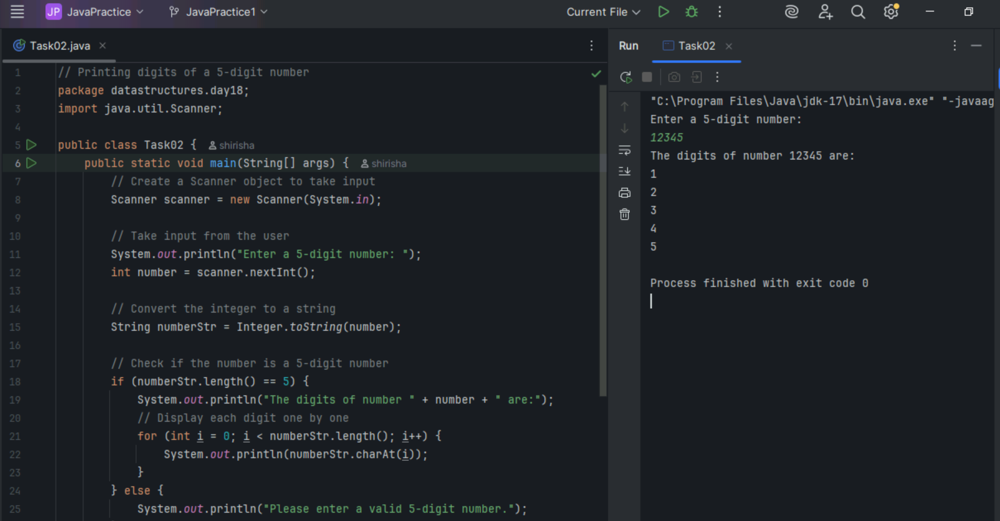 JP JavaPractice JavaPractice1 Current File
Task02.java
1 // Printing digits of a 5-digit number
2 package datastructures.day18;
3 import java.util.Scanner;
4
5 public class Task02 { shirisha
6     public static void main(String[] args) { shirisha
7         // Create a Scanner object to take input
8         Scanner scanner = new Scanner(System.in);
9
10         // Take input from the user
11         System.out.println("Enter a 5-digit number: ");
12         int number = scanner.nextInt();
13
14         // Convert the integer to a string
15         String numberStr = Integer.toString(number);
16
17         // Check if the number is a 5-digit number
18         if (numberStr.length() == 5) {
19             System.out.println("The digits of number " + number + " are:");
20             // Display each digit one by one
21             for (int i = 0; i < numberStr.length(); i++) {
22                 System.out.println(numberStr.charAt(i));
23             }
24         } else {
25             System.out.println("Please enter a valid 5-digit number.");
Run Task02
"C:\Program Files\Java\jdk-17\bin\java.exe" "-javaag
Enter a 5-digit number:
12345
The digits of number 12345 are:
1
2
3
4
5
Process finished with exit code 0